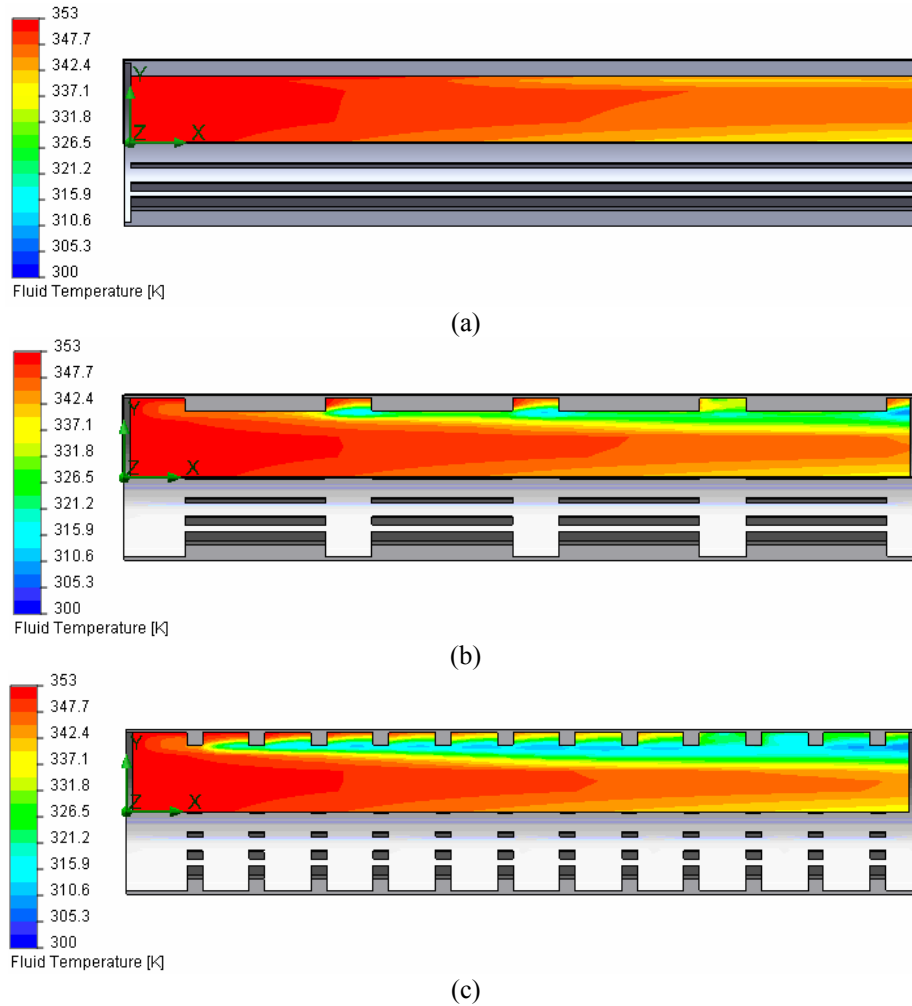 353
347.7
342.4
337.1
331.8
326.5
321.2
315.9
310.6
305.3
300
Fluid Temperature [K]
Y
Z X
(a)
353
347.7
342.4
337.1
331.8
326.5
321.2
315.9
310.6
305.3
300
Fluid Temperature [K]
Y
Z X
(b)
353
347.7
342.4
337.1
331.8
326.5
321.2
315.9
310.6
305.3
300
Fluid Temperature [K]
Y
Z X
(c)